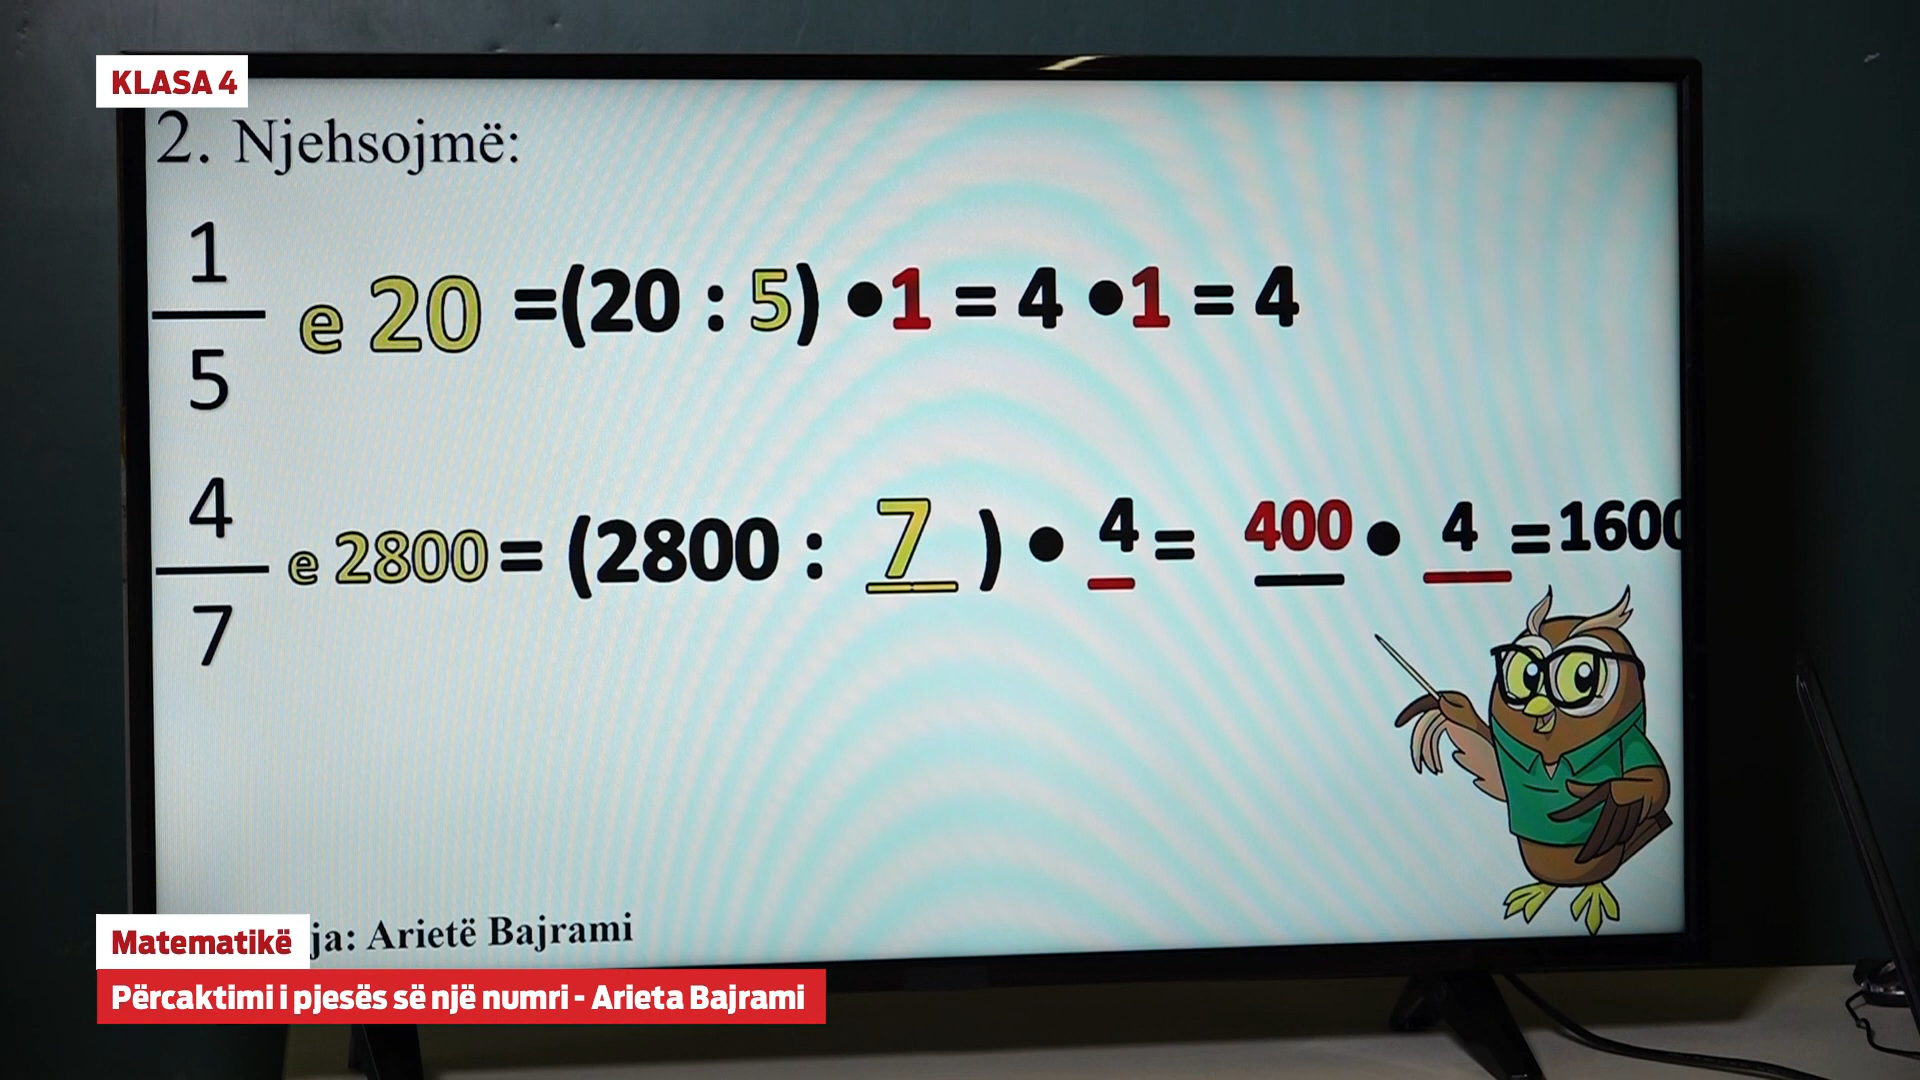 KLASA 4
2. Njehsojmë:
1/5 e 20 =(20 : 5) •1 = 4 •1 = 4
4/7 e 2800 = (2800 : 7 ) • 4 = 400 • 4 =1600
ja: Arietë Bajrami
Matematikë
Përcaktimi i pjesës së një numri - Arieta Bajrami